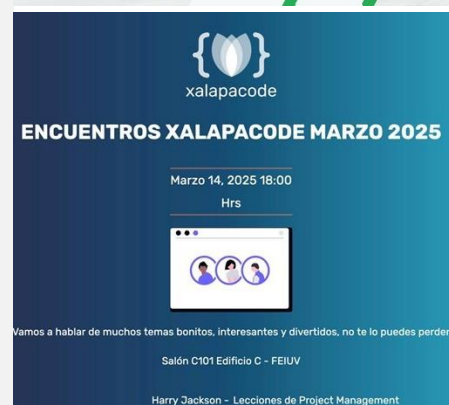 xalapacode
ENCUENTROS XALAPACODE MARZO 2025
Marzo 14, 2025 18:00
Hrs
Vamos a hablar de muchos temas bonitos, interesantes y divertidos, no te lo puedes perder
Salón C101 Edificio C - FEIUV
Harry Jackson - Lecciones de Project Management